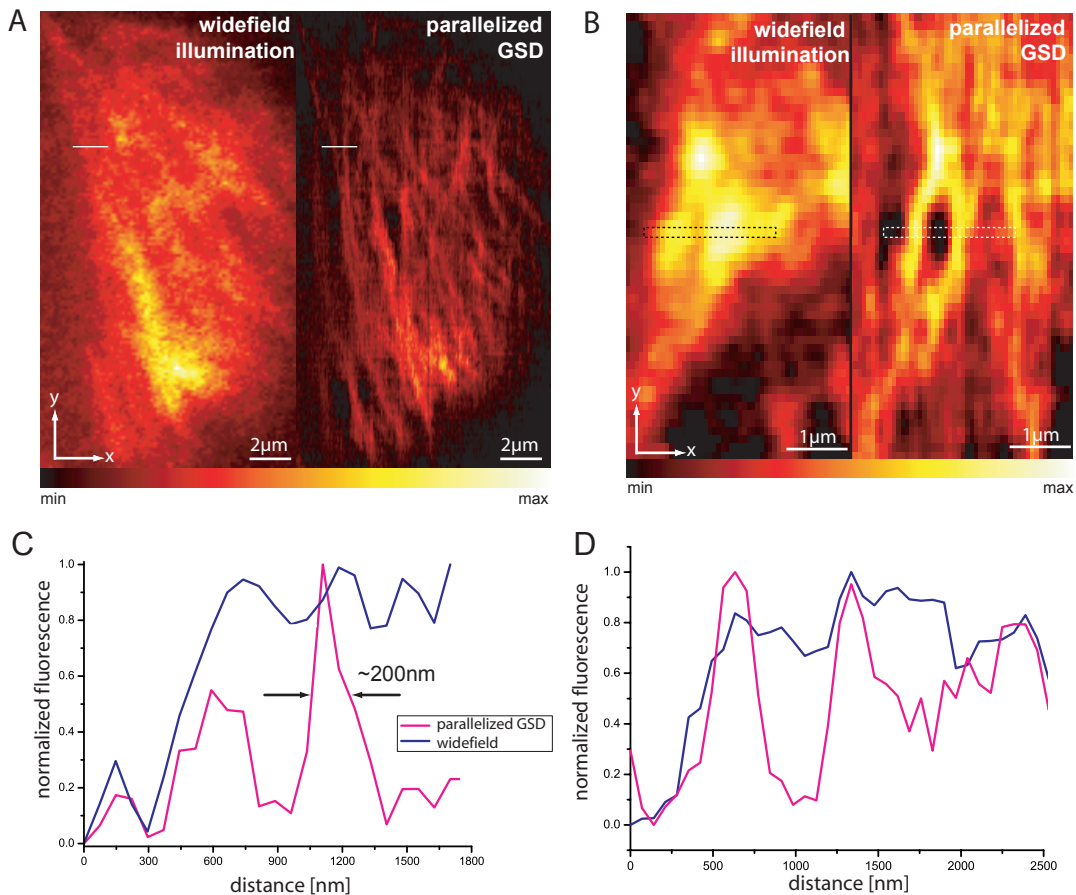 A
widefield
illumination
parallelized
GSD
y
x
2μm
2μm
min
max
B
widefield
illumination
parallelized
GSD
y
x
1μm
1μm
min
max
C
normalized fluorescence
1.0
0.8
0.6
0.4
0.2
0.0
~200nm
parallelized GSD
widefield
0
300
600
900
1200
1500
1800
distance [nm]
D
normalized fluorescence
1.0
0.8
0.6
0.4
0.2
0.0
0
500
1000
1500
2000
2500
distance [nm]